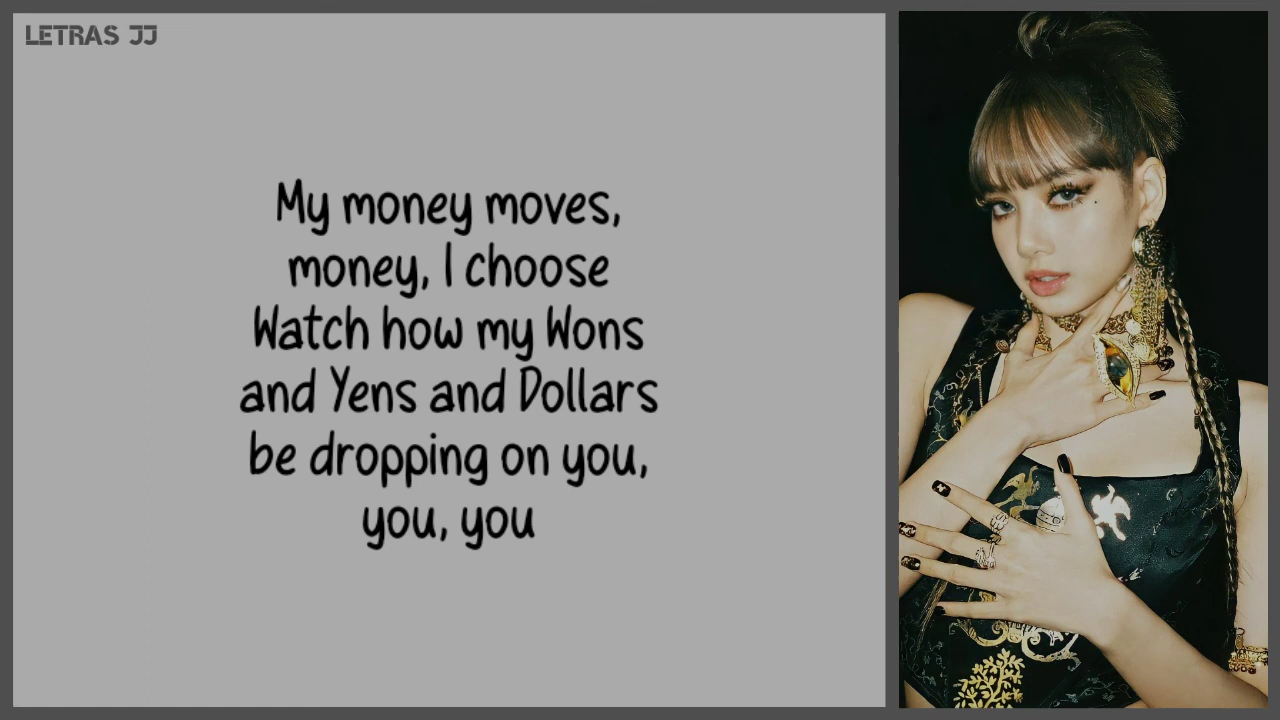 LETRAS JJ
My money moves,
money, I choose
Watch how my Wons
and Yens and Dollars
be dropping on you,
you, you